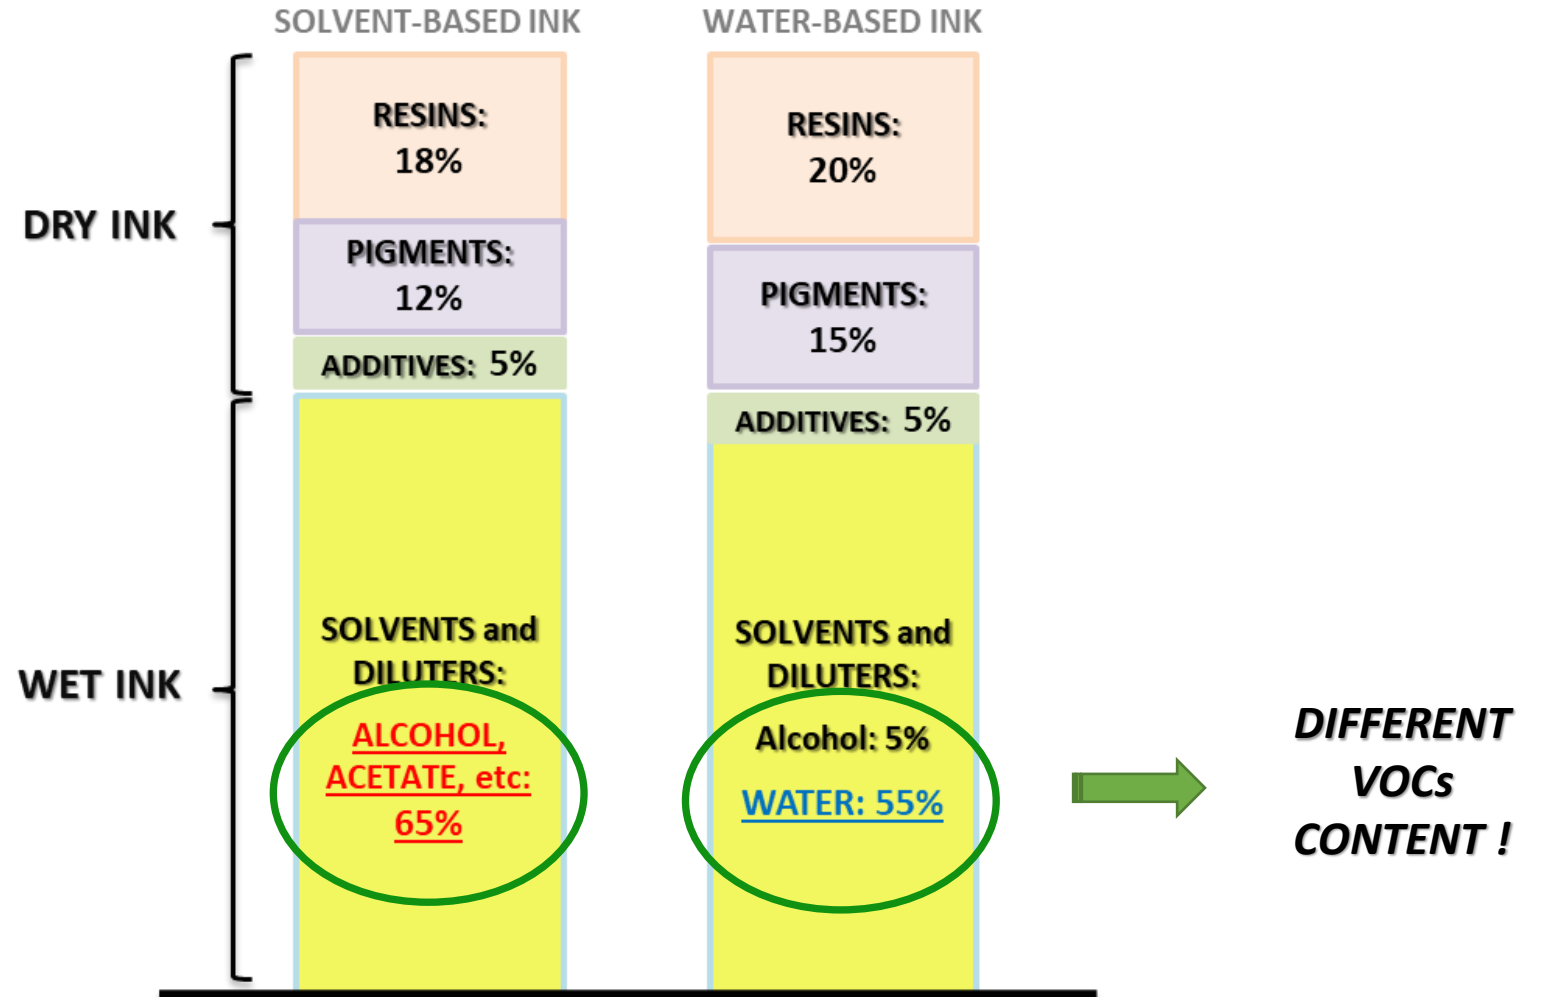 SOLVENT-BASED INK
WATER-BASED INK
DRY INK
WET INK
RESINS:
18%
PIGMENTS:
12%
ADDITIVES: 5%
SOLVENTS and
DILUTERS:
ALCOHOL,
ACETATE, etc:
65%
RESINS:
20%
PIGMENTS:
15%
ADDITIVES: 5%
SOLVENTS and
DILUTERS:
Alcohol: 5%
WATER: 55%
DIFFERENT
VOCs
CONTENT !